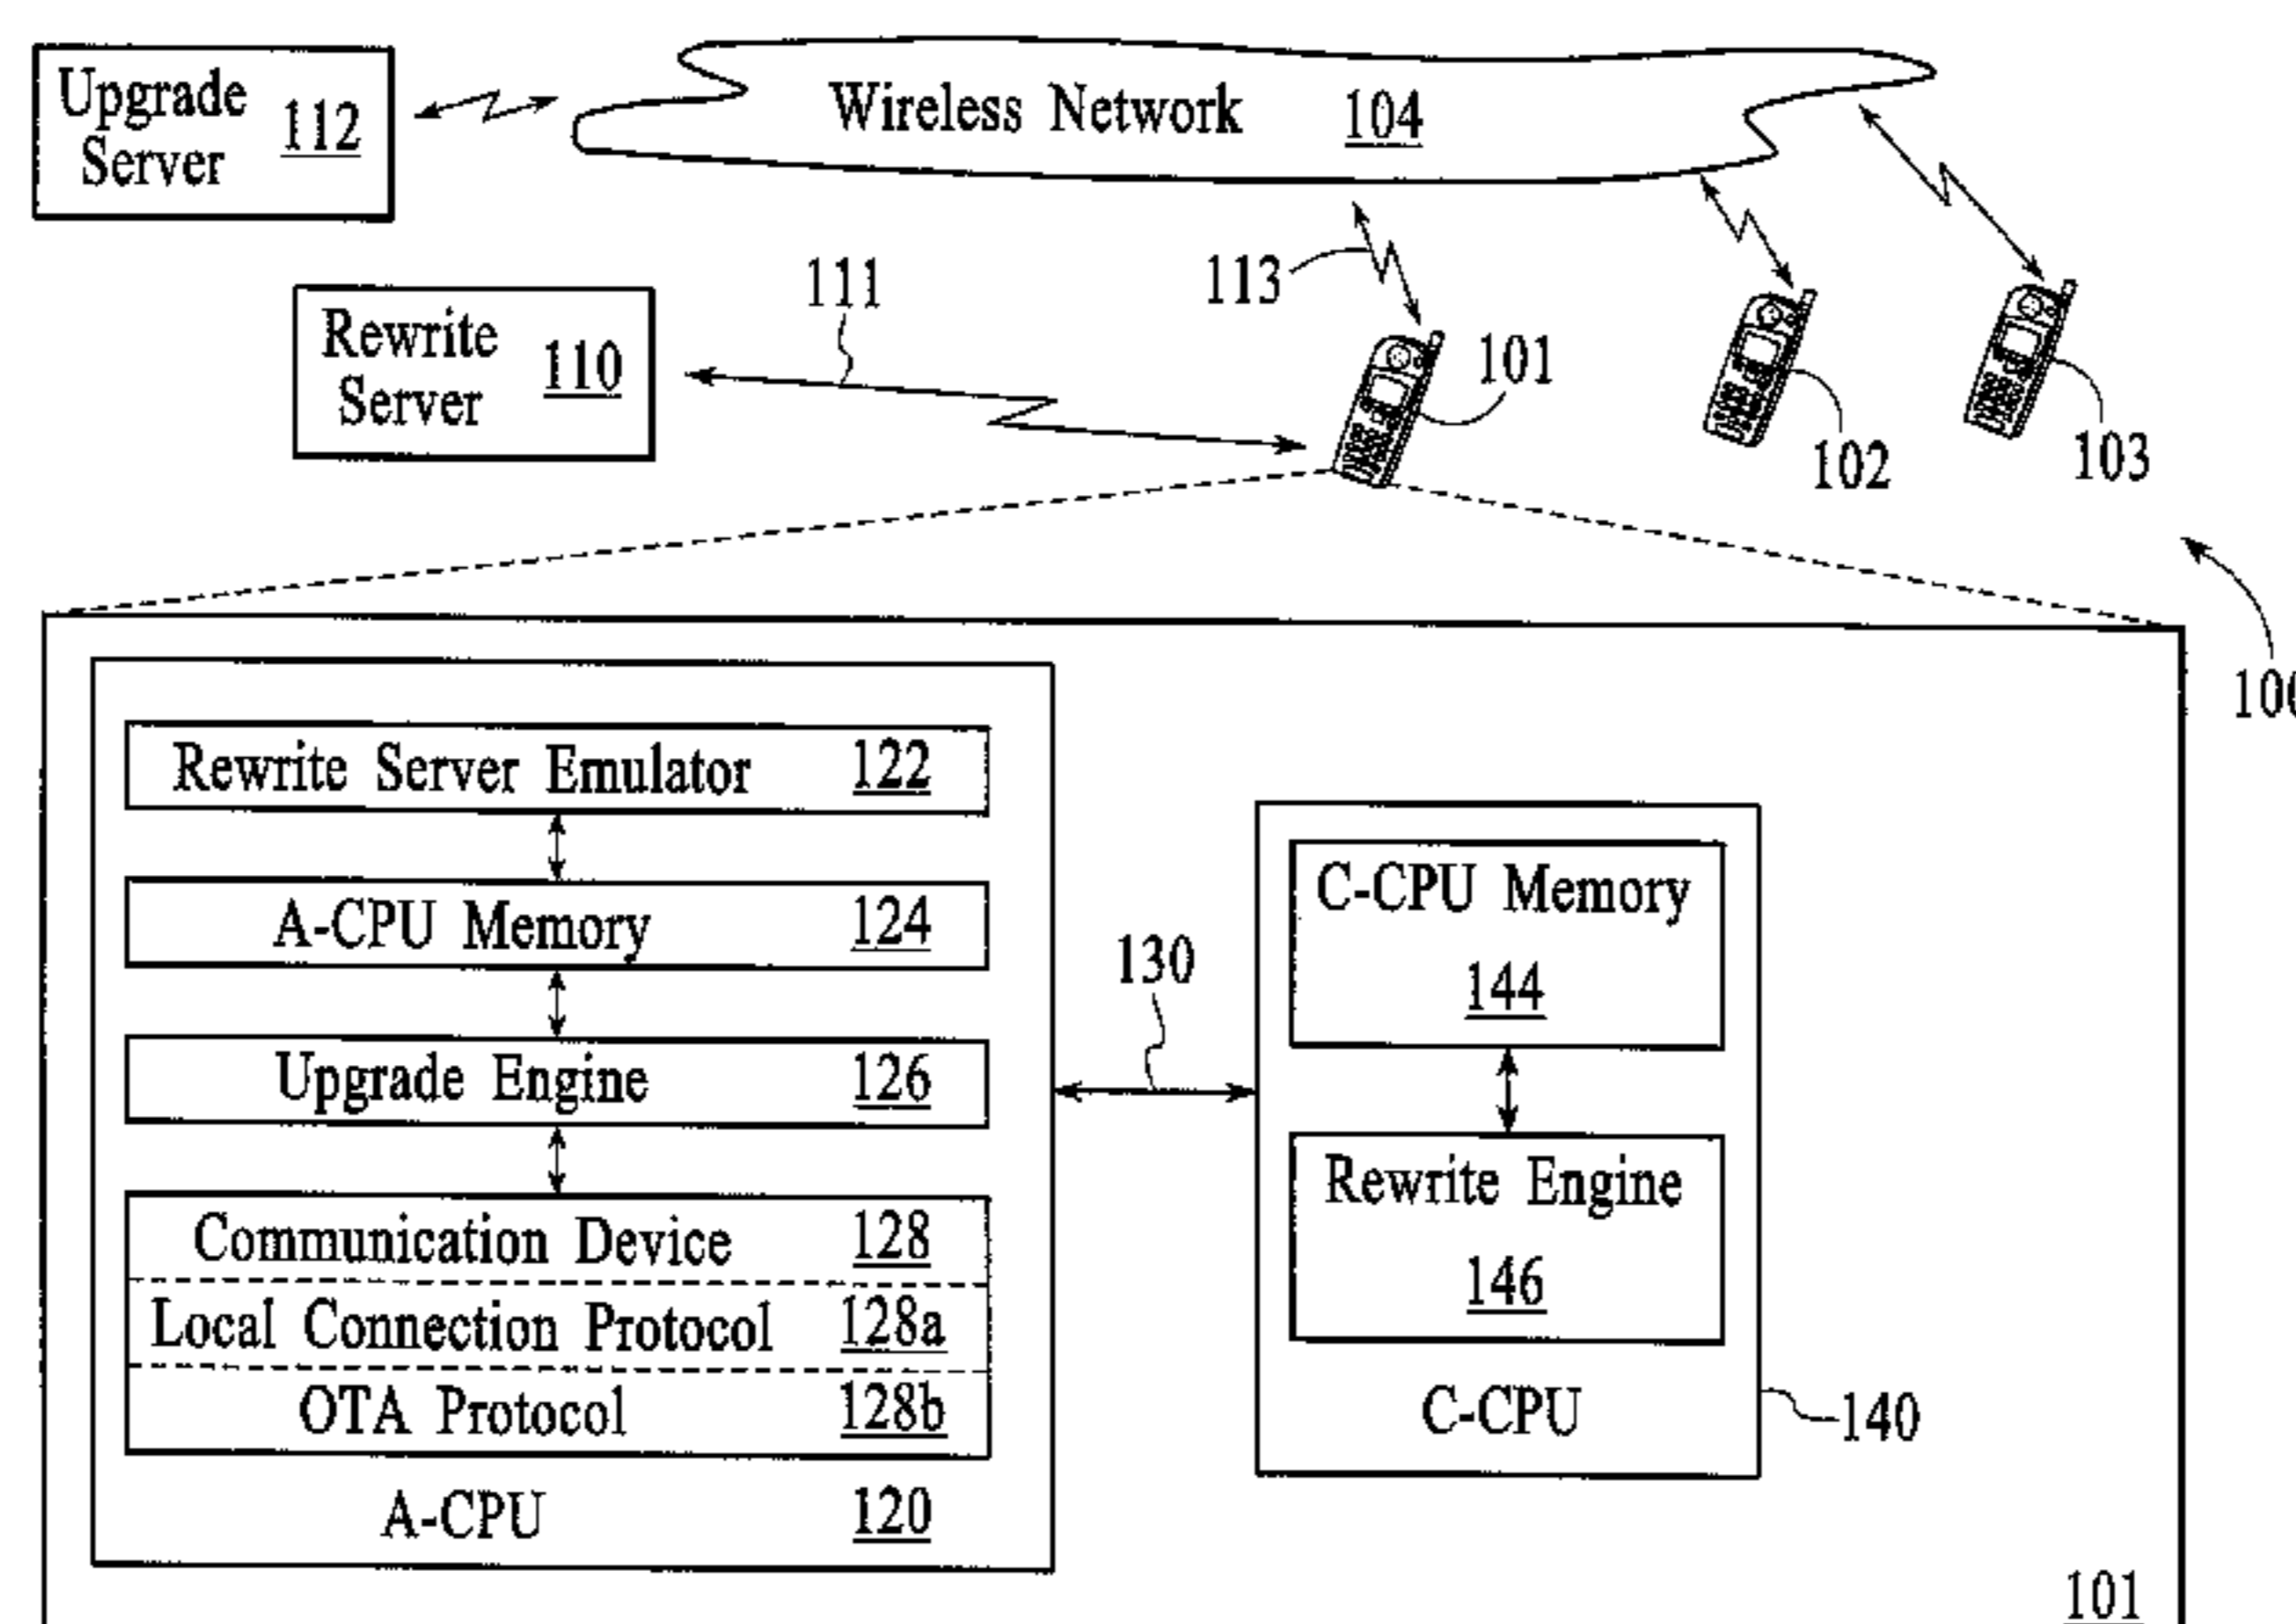 Upgrade
Server 112
Wireless Network 104
Rewrite
Server 110
111
113
101
102
103
100
Rewrite Server Emulator 122
A-CPU Memory 124
Upgrade Engine 126
Communication Device 128
Local Connection Protocol 128a
OTA Protocol 128b
A-CPU 120
130
C-CPU Memory
144
Rewrite Engine
146
C-CPU
140
101